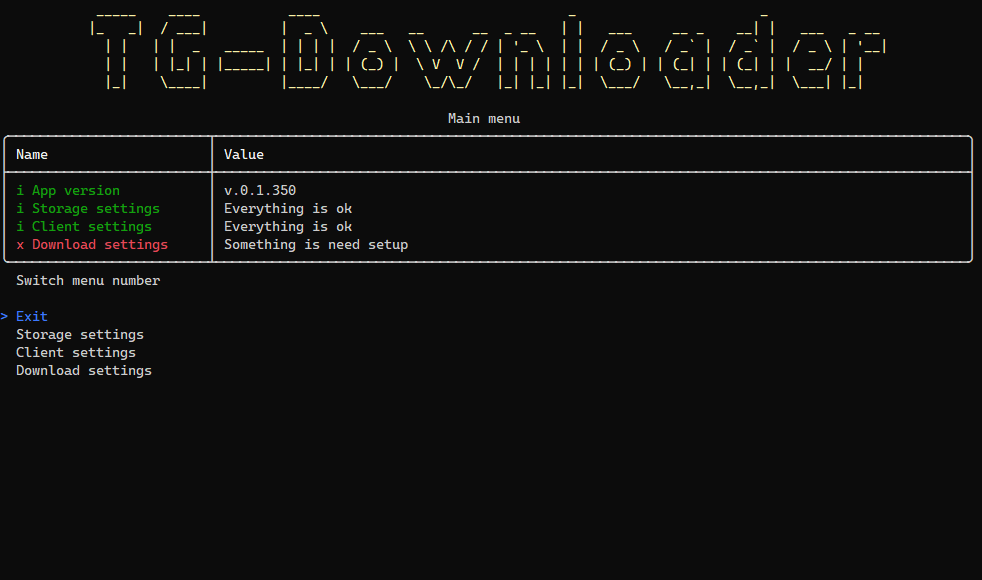 TG-Downloader
Main menu
Name Value
i App version v.0.1.350
i Storage settings Everything is ok
i Client settings Everything is ok
x Download settings Something is need setup
Switch menu number
> Exit
Storage settings
Client settings
Download settings